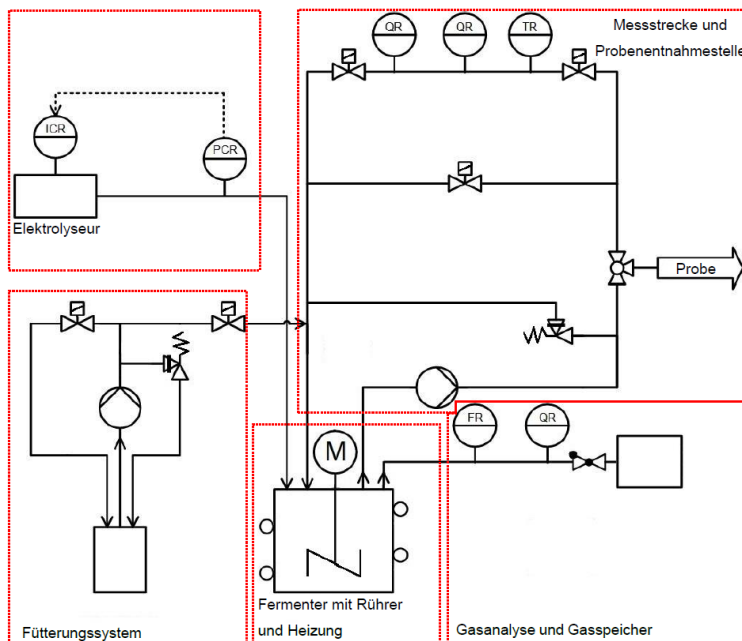 QR
QR
TR
Messstrecke und
Probenentnahmestelle
ICR
PCR
Elektrolyseur
Probe
FR
QR
M
Fermenter mit Rührer
und Heizung
Fütterungssystem
Gasanalyse und Gasspeicher